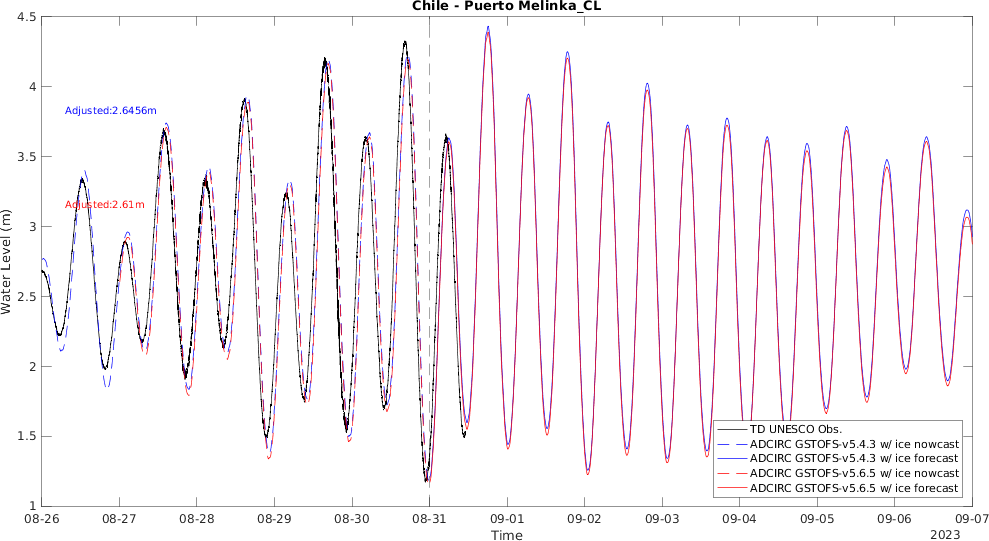 Chile - Puerto Melinka_CL
4.5
4
3.5
3
2.5
2
1.5
1
Water Level (m)
Adjusted:2.6456m
Adjusted:2.61m
TD UNESCO Obs.
ADCIRC GSTOFS-v5.4.3 w/ ice nowcast
ADCIRC GSTOFS-v5.4.3 w/ ice forecast
ADCIRC GSTOFS-v5.6.5 w/ ice nowcast
ADCIRC GSTOFS-v5.6.5 w/ ice forecast
08-26 08-27 08-28 08-29 08-30 08-31 09-01 09-02 09-03 09-04 09-05 09-06 09-07
Time
2023